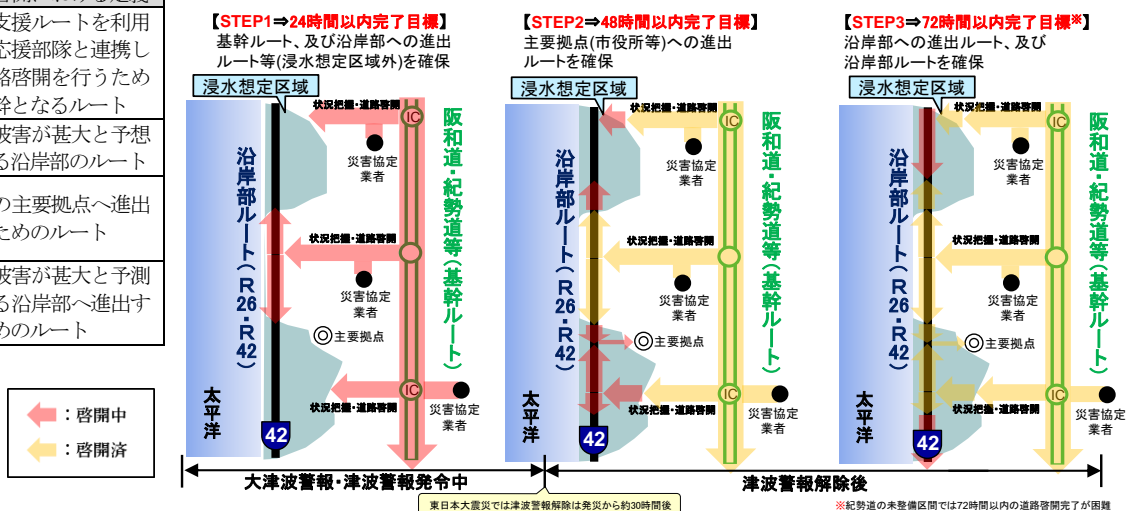 支援ルートを利用
応援部隊と連携し
路啓開を行うため
幹となるルート
被害が甚大と予想
る沿岸部のルート
の主要拠点へ進出
ためのルート
被害が甚大と予測
る沿岸部へ進出す
めのルート
：啓開中
：啓開済
【STEP1⇒24時間以内完了目標】
基幹ルート、及び沿岸部への進出
ルート等(浸水想定区域外)を確保
浸水想定区域
状況把握・道路啓開
IC
災害協定
業者
沿岸部ルート（R26・R42）
阪和道・紀勢道等（基幹ルート）
状況把握・道路啓開
災害協定
業者
主要拠点
IC
状況把握・道路啓開
災害協定
業者
太平洋
42
【STEP2⇒48時間以内完了目標】
主要拠点(市役所等)への進出
ルートを確保
浸水想定区域
状況把握・道路啓開
IC
災害協定
業者
沿岸部ルート（R26・R42）
阪和道・紀勢道等（基幹ルート）
状況把握・道路啓開
災害協定
業者
主要拠点
IC
状況把握・道路啓開
災害協定
業者
太平洋
42
【STEP3⇒72時間以内完了目標※】
沿岸部への進出ルート、及び
沿岸部ルートを確保
浸水想定区域
状況把握・道路啓開
IC
災害協定
業者
沿岸部ルート（R26・R42）
阪和道・紀勢道等（基幹ルート）
状況把握・道路啓開
災害協定
業者
主要拠点
IC
状況把握・道路啓開
災害協定
業者
太平洋
42
大津波警報・津波警報発令中
津波警報解除後
東日本大震災では津波警報解除は発災から約30時間後
※紀勢道の未整備区間では72時間以内の道路啓開完了が困難